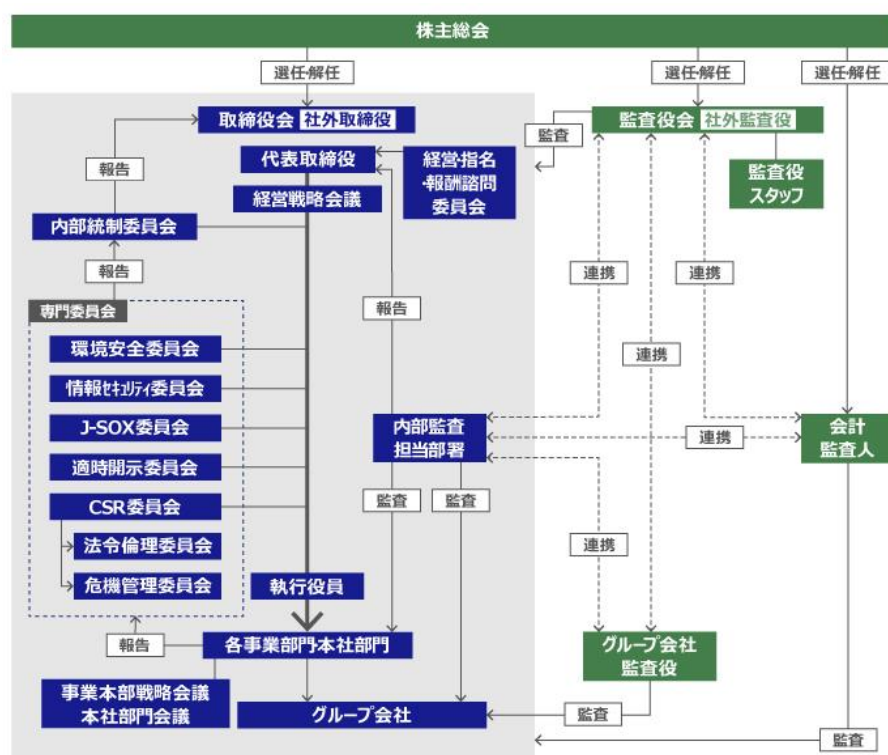 株主総会
選任・解任
選任・解任
選任・解任
取締役会 社外取締役
監査役会 社外監査役
監査
代表取締役
経営・指名
・報酬諮問
委員会
監査役
スタッフ
報告
経営戦略会議
内部統制委員会
報告
連携
連携
専門委員会
報告
環境安全委員会
連携
情報セキュリティ委員会
J-SOX委員会
内部監査
担当部署
連携
会計
監査人
適時開示委員会
CSR委員会
監査
監査
法令倫理委員会
連携
危機管理委員会
執行役員
報告
各事業部門・本社部門
グループ会社
監査役
事業本部戦略会議
本社部門会議
グループ会社
監査
監査